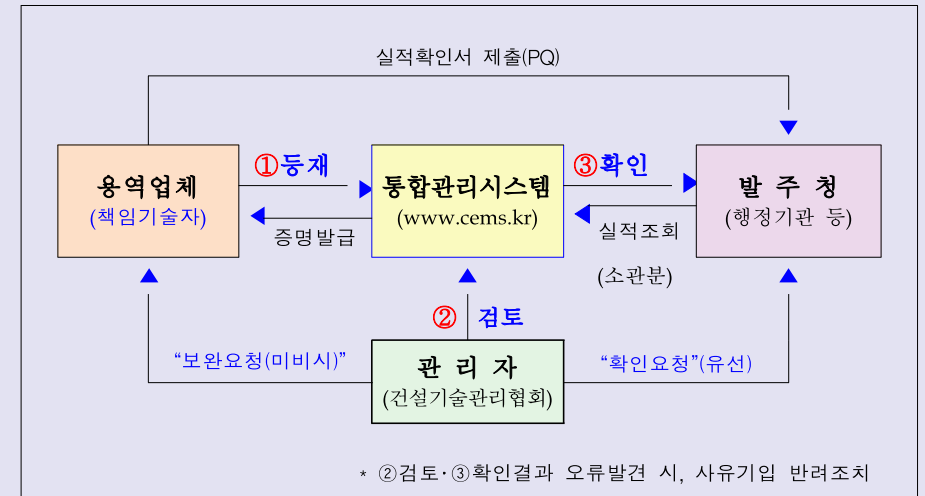 실적확인서 제출(PQ)
①등재
③확인
용역업체
(책임기술자)
통합관리시스템
(www.cems.kr)
발 주 청
(행정기관 등)
증명발급
실적조회
(소관분)
② 검토
“보완요청(미비시)”
관 리 자
(건설기술관리협회)
“확인요청”(유선)
* ②검토·③확인결과 오류발견 시, 사유기입 반려조치